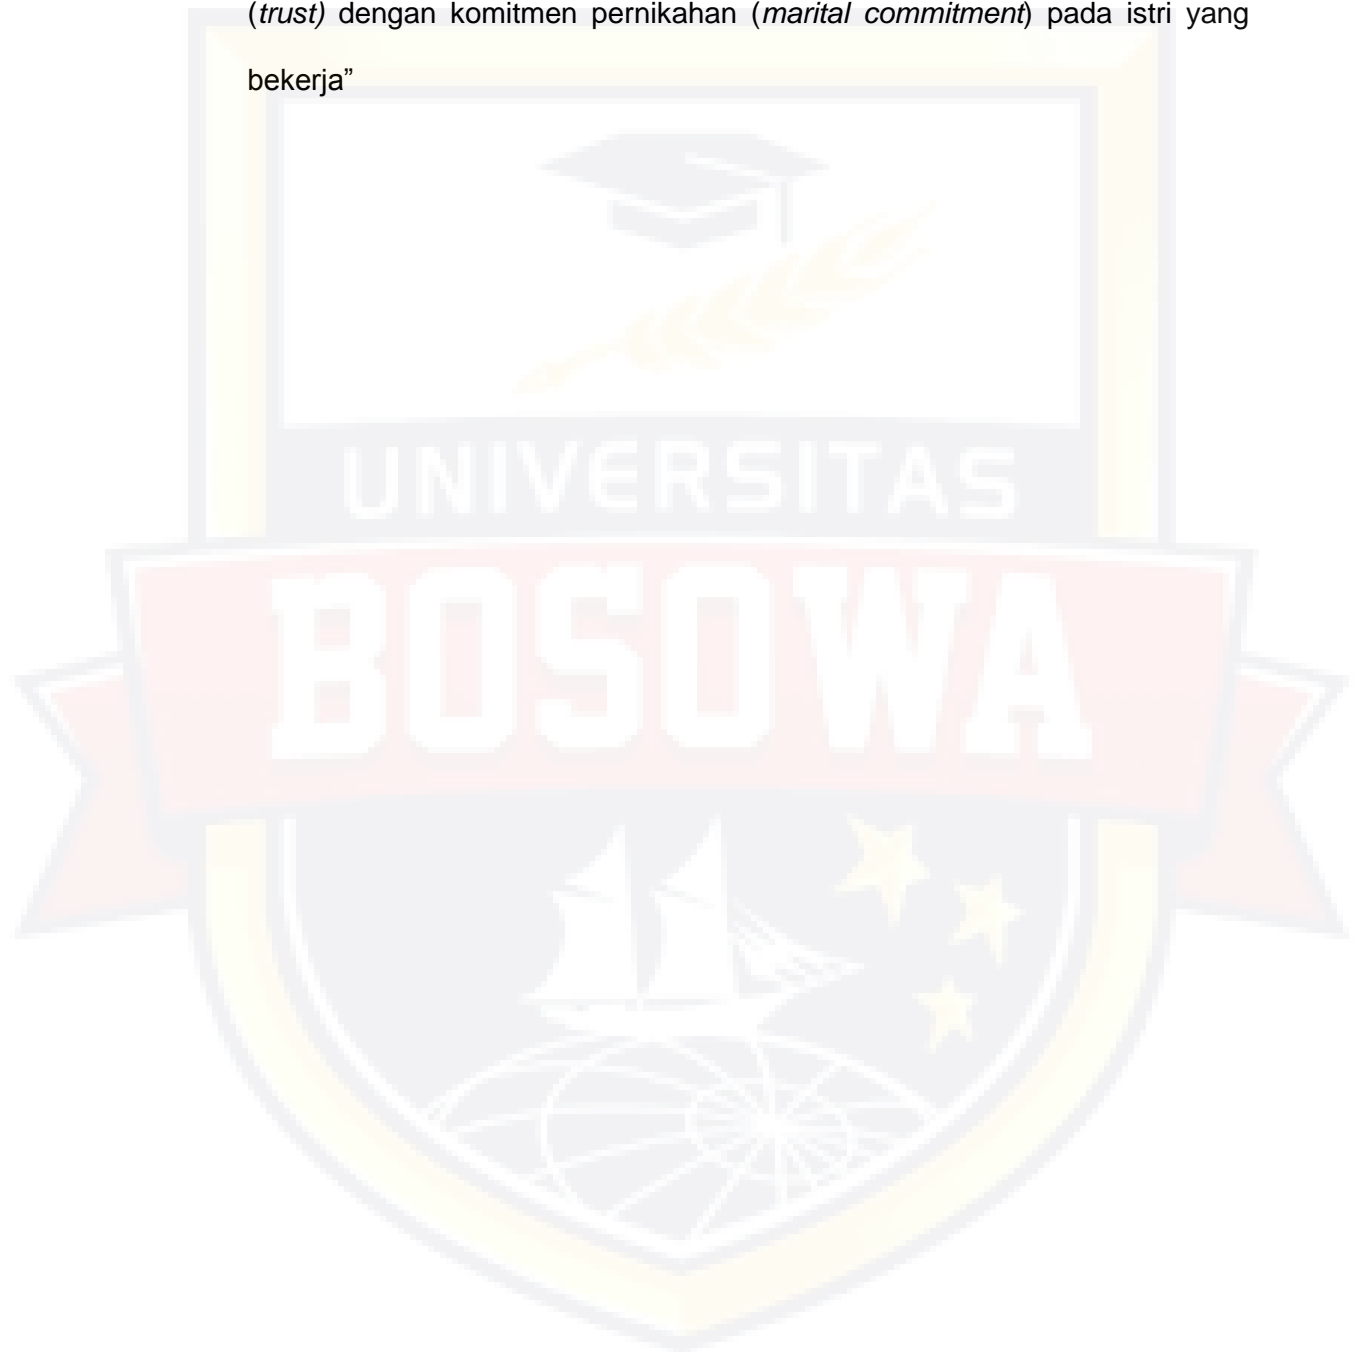 (trust) dengan komitmen pernikahan (marital commitment) pada istri yang
bekerja”
UNIVERSITAS
BOSOWA